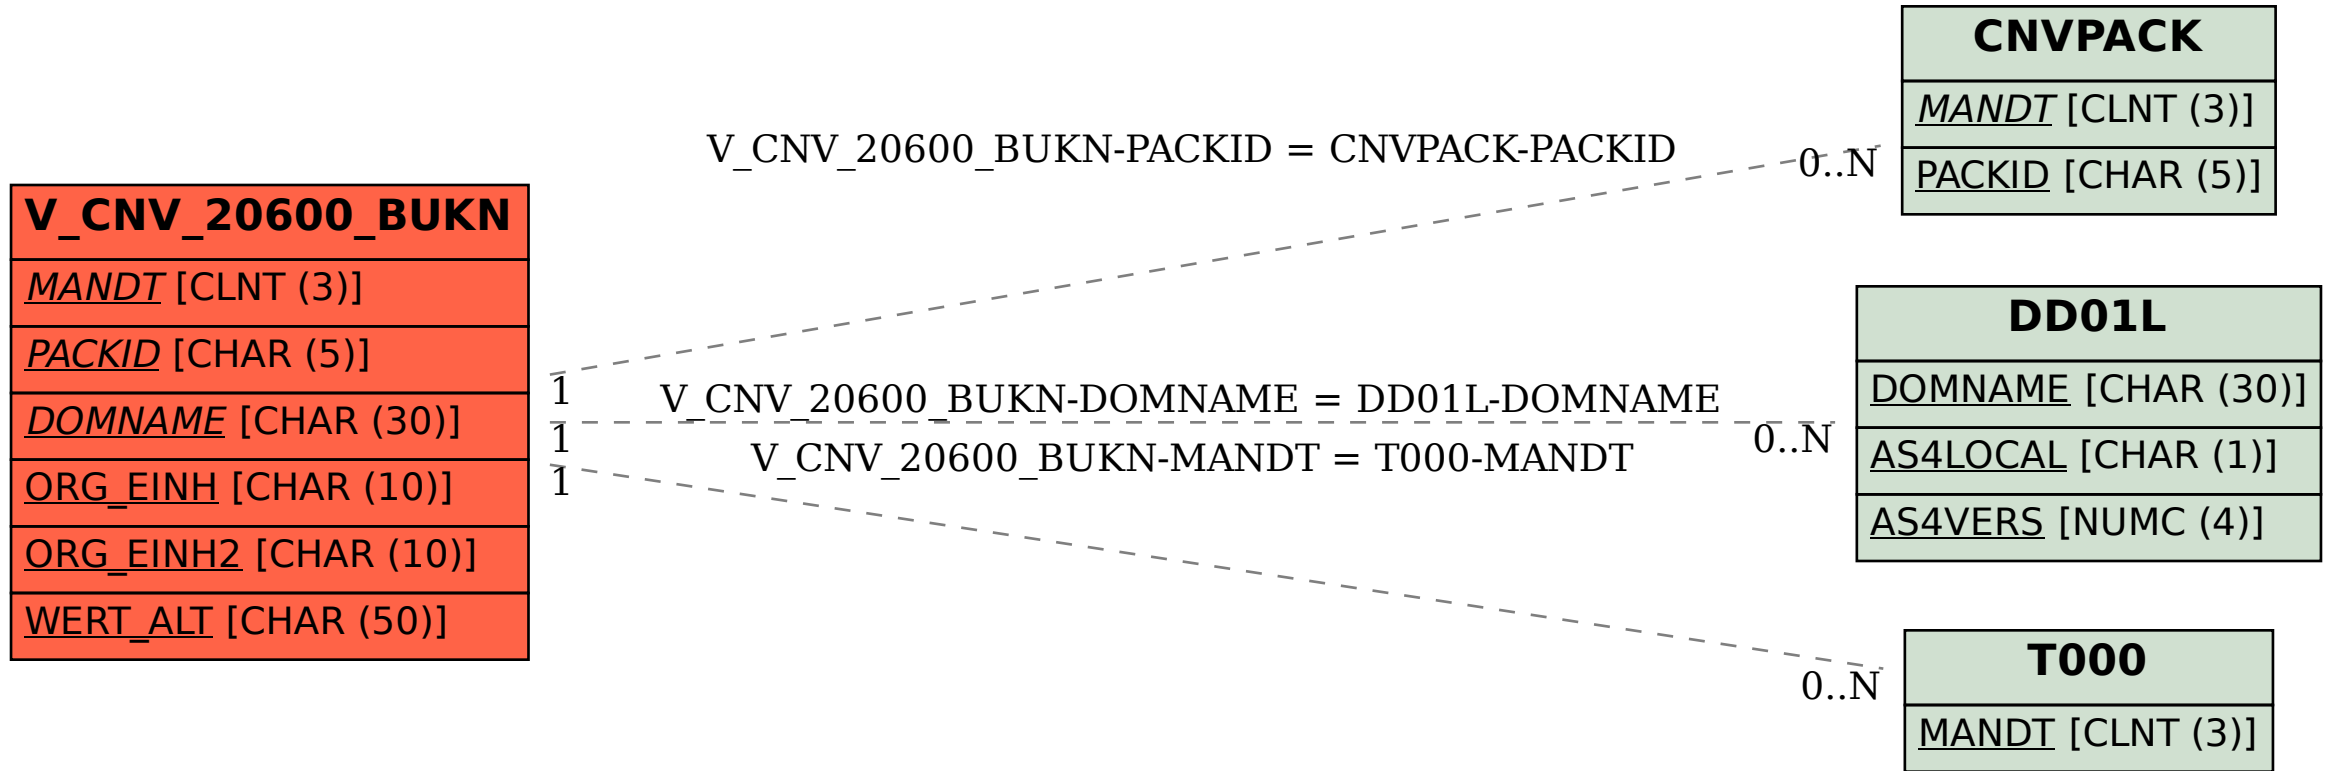 V_CNV_20600_BUKN
MANDT [CLNT (3)]
PACKID [CHAR (5)]
DOMNAME [CHAR (30)]
ORG_EINH [CHAR (10)]
ORG_EINH2 [CHAR (10)]
WERT_ALT [CHAR (50)]
V_CNV_20600_BUKN-PACKID = CNVPACK-PACKID
0..N
1
V_CNV_20600_BUKN-DOMNAME = DD01L-DOMNAME
0..N
1
V_CNV_20600_BUKN-MANDT = T000-MANDT
0..N
1
CNVPACK
MANDT [CLNT (3)]
PACKID [CHAR (5)]
DD01L
DOMNAME [CHAR (30)]
AS4LOCAL [CHAR (1)]
AS4VERS [NUMC (4)]
T000
MANDT [CLNT (3)]